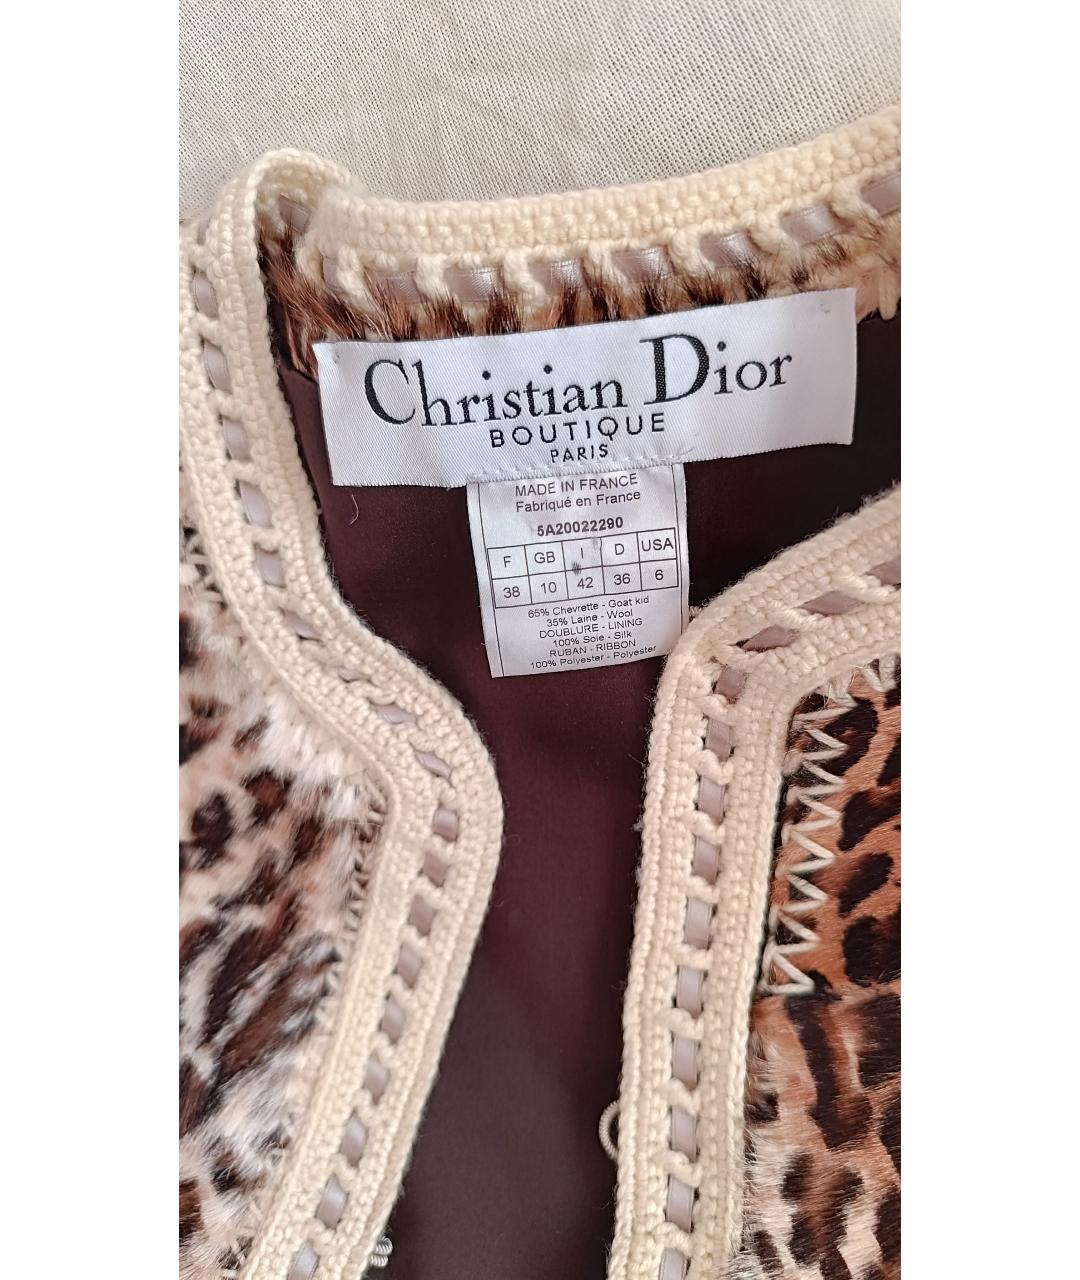 Christian Dior
BOUTIQUE
PARIS
MADE IN FRANCE
Fabriqué en France
5A20022290
F GB I D USA
38 10 42 36 6
65% Chevrette - Goat kid
35% Laine - Wool
DOUBLURE - LINING
100% Soie - Silk
RUBAN - RIBBON
100% Polyester - Polyester